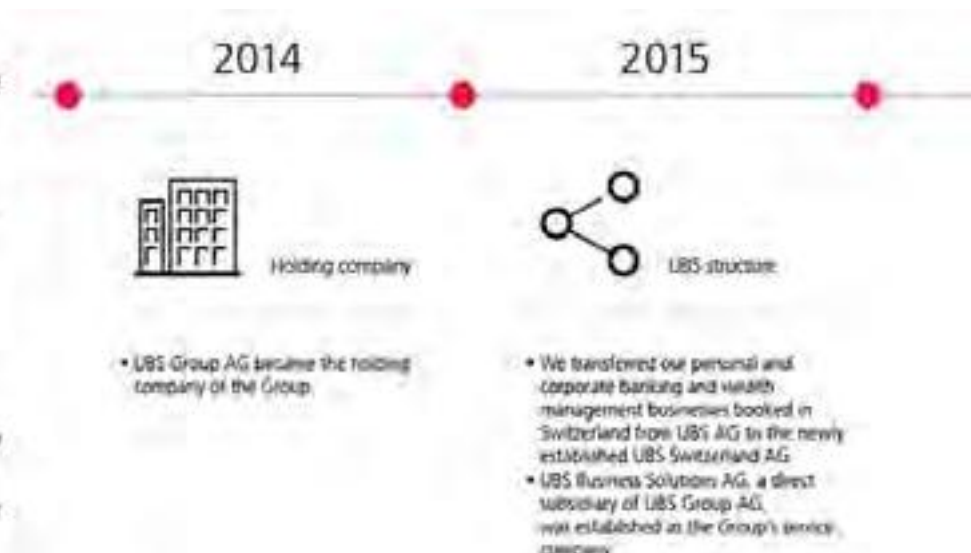 2014
2015
Holding company
UBS structure
• UBS Group AG became the holding
company of the Group
• We transferred our personal and
corporate banking and wealth
management businesses booked in
Switzerland from UBS AG to the newly
established UBS Switzerland AG
• UBS Business Solutions AG, a direct
subsidiary of UBS Group AG,
was established as the Group's service
company